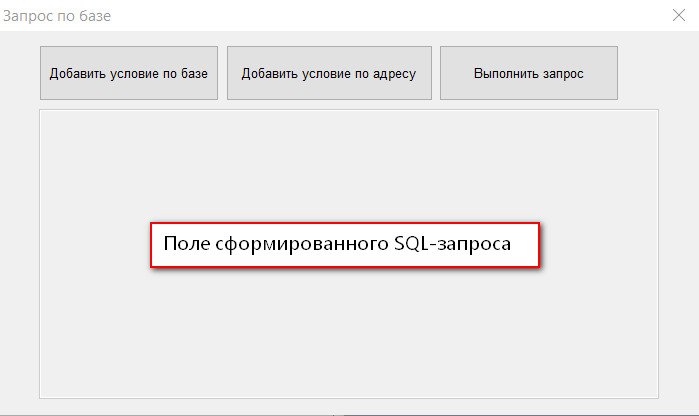 Запрос по базе
Добавить условие по базе
Добавить условие по адресу
Выполнить запрос
Поле сформированного SQL-запроса